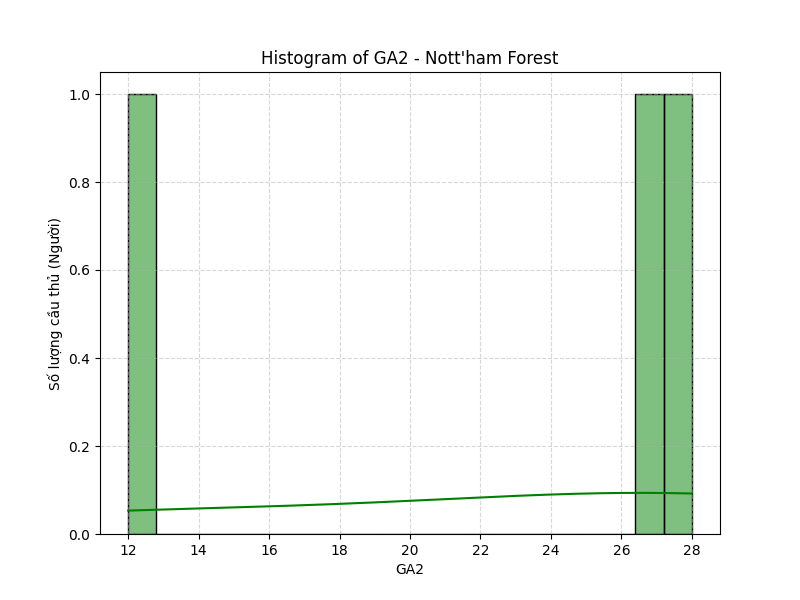 Histogram of GA2 - Nott'ham Forest
Số lượng cầu thủ (Người)
1.0
0.8
0.6
0.4
0.2
0.0
12 14 16 18 20 22 24 26 28
GA2